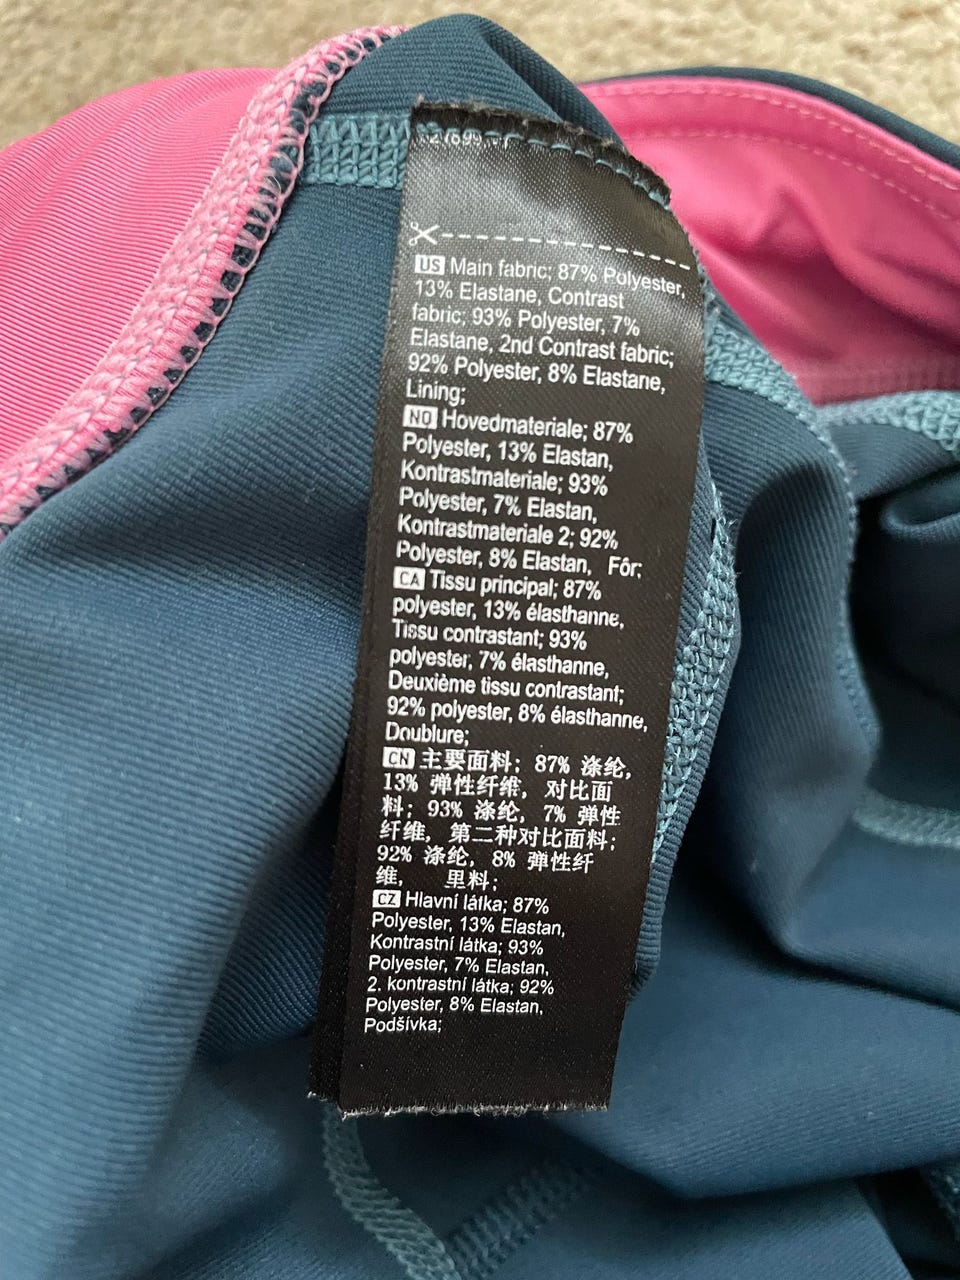 US Main fabric; 87% Polyester,
13% Elastane, Contrast
fabric; 93% Polyester, 7%
Elastane, 2nd Contrast fabric;
92% Polyester, 8% Elastane,
Lining;
NO Hovedmateriale; 87%
Polyester, 13% Elastan,
Kontrastmateriale; 93%
Polyester, 7% Elastan,
Kontrastmateriale 2; 92%
Polyester, 8% Elastan, Fôr;
CA Tissu principal; 87%
polyester, 13% élasthanne,
Tissu contrastant; 93%
polyester, 7% élasthanne,
Deuxième tissu contrastant;
92% polyester, 8% élasthanne,
Doublure;
CN 主要面料; 87% 涤纶,
13% 弹性纤维, 对比面
料; 93% 涤纶, 7% 弹性
纤维, 第二种对比面料;
92% 涤纶, 8% 弹性纤
维, 里料;
CZ Hlavní látka; 87%
Polyester, 13% Elastan,
Kontrastní látka; 93%
Polyester, 7% Elastan,
2. kontrastní látka; 92%
Polyester, 8% Elastan,
Podšívka;